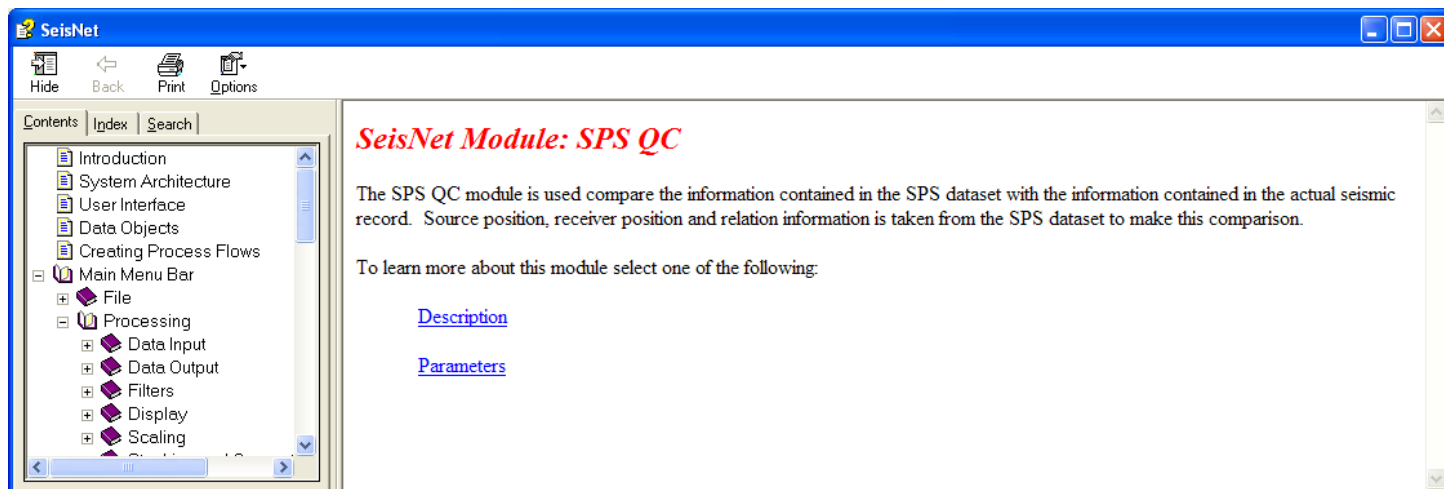 SeisNet
Hide Back Print Options
Contents Index Search
Introduction
System Architecture
User Interface
Data Objects
Creating Process Flows
Main Menu Bar
File
Processing
Data Input
Data Output
Filters
Display
Scaling
SeisNet Module: SPS QC
The SPS QC module is used compare the information contained in the SPS dataset with the information contained in the actual seismic
record. Source position, receiver position and relation information is taken from the SPS dataset to make this comparison.
To learn more about this module select one of the following:
Description
Parameters